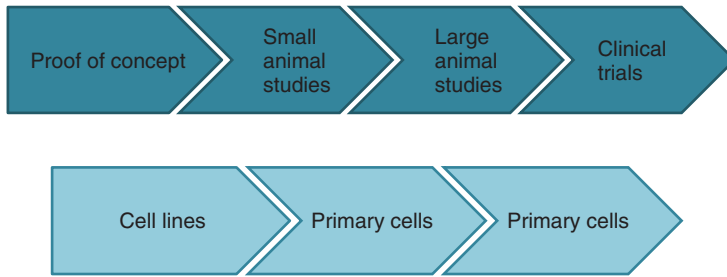 Proof of concept
Small
animal
studies
Large
animal
studies
Clinical
trials
Cell lines
Primary cells
Primary cells